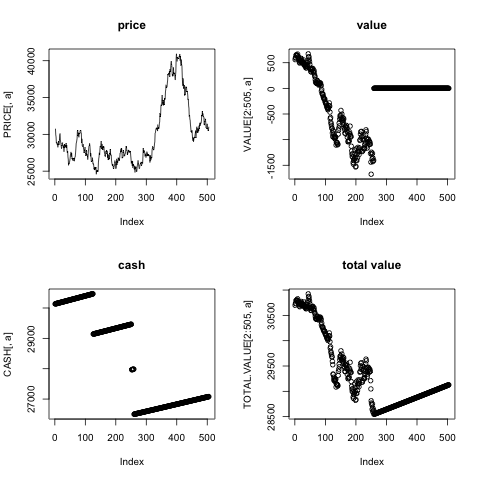 price
value
PRICE[, a]
40000
35000
30000
25000
0 100 200 300 400 500
Index
VALUE[2:505, a]
500
0
-500
-1500
0 100 200 300 400 500
Index
cash
total value
CASH[, a]
29000
27000
0 100 200 300 400 500
Index
TOTAL.VALUE[2:505, a]
30500
29500
28500
0 100 200 300 400 500
Index